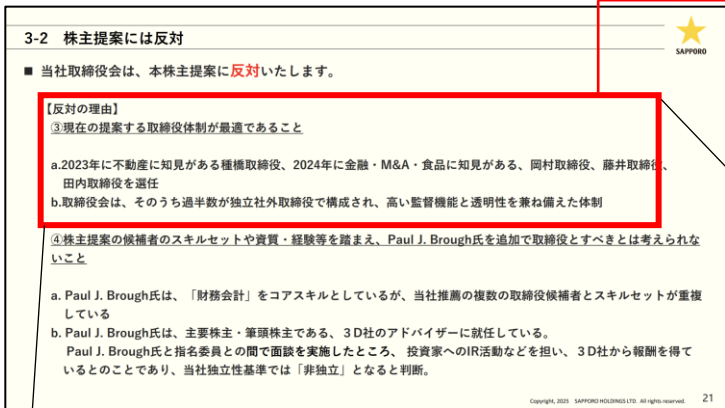 3-2 株主提案には反対
SAPPORO
■ 当社取締役会は、本株主提案に反対いたします。
【反対の理由】
③現在の提案する取締役体制が最適であること
a.2023年に不動産に知見がある種橋取締役、2024年に金融・M&A・食品に知見がある、岡村取締役、藤井取締役、
田内取締役を選任
b.取締役会は、そのうち過半数が独立社外取締役で構成され、高い監督機能と透明性を兼ね備えた体制
④株主提案の候補者のスキルセットや資質・経験等を踏まえ、Paul J. Brough氏を追加で取締役とすべきとは考えられな
いこと
a. Paul J. Brough氏は、「財務会計」をコアスキルとしているが、当社推薦の複数の取締役候補者とスキルセットが重複
している
b. Paul J. Brough氏は、主要株主・筆頭株主である、３D社のアドバイザーに就任している。
Paul J. Brough氏と指名委員との間で面談を実施したところ、 投資家へのIR活動などを担い、３D社から報酬を得て
いるとのことであり、当社独立性基準では「非独立」となると判断。
Copyright, 2025 SAPPORO HOLDINGS LTD. All rights reserved.
21